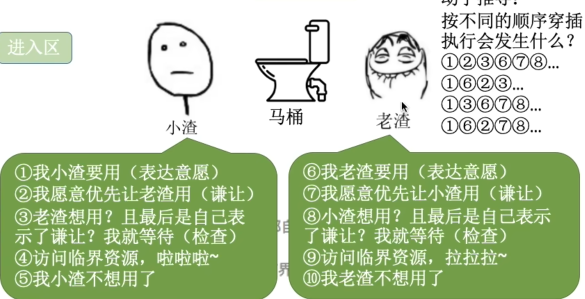 动手推导：
按不同的顺序穿插
执行会发生什么？
①②③⑥⑦⑧...
①⑥②③...
①③⑥⑦⑧...
①⑥②⑦⑧...
进入区
小渣
马桶
老渣
①我小渣要用（表达意愿）
②我愿意优先让老渣用（谦让）
③老渣想用？且最后是自己表
示了谦让？我就等待（检查）
④访问临界资源，啦啦啦~
⑤我小渣不想用了
⑥我老渣要用（表达意愿）
⑦我愿意优先让小渣用（谦让）
⑧小渣想用？且最后是自己表示
了谦让？我就等待（检查）
⑨访问临界资源，拉拉拉~
⑩我老渣不想用了
界